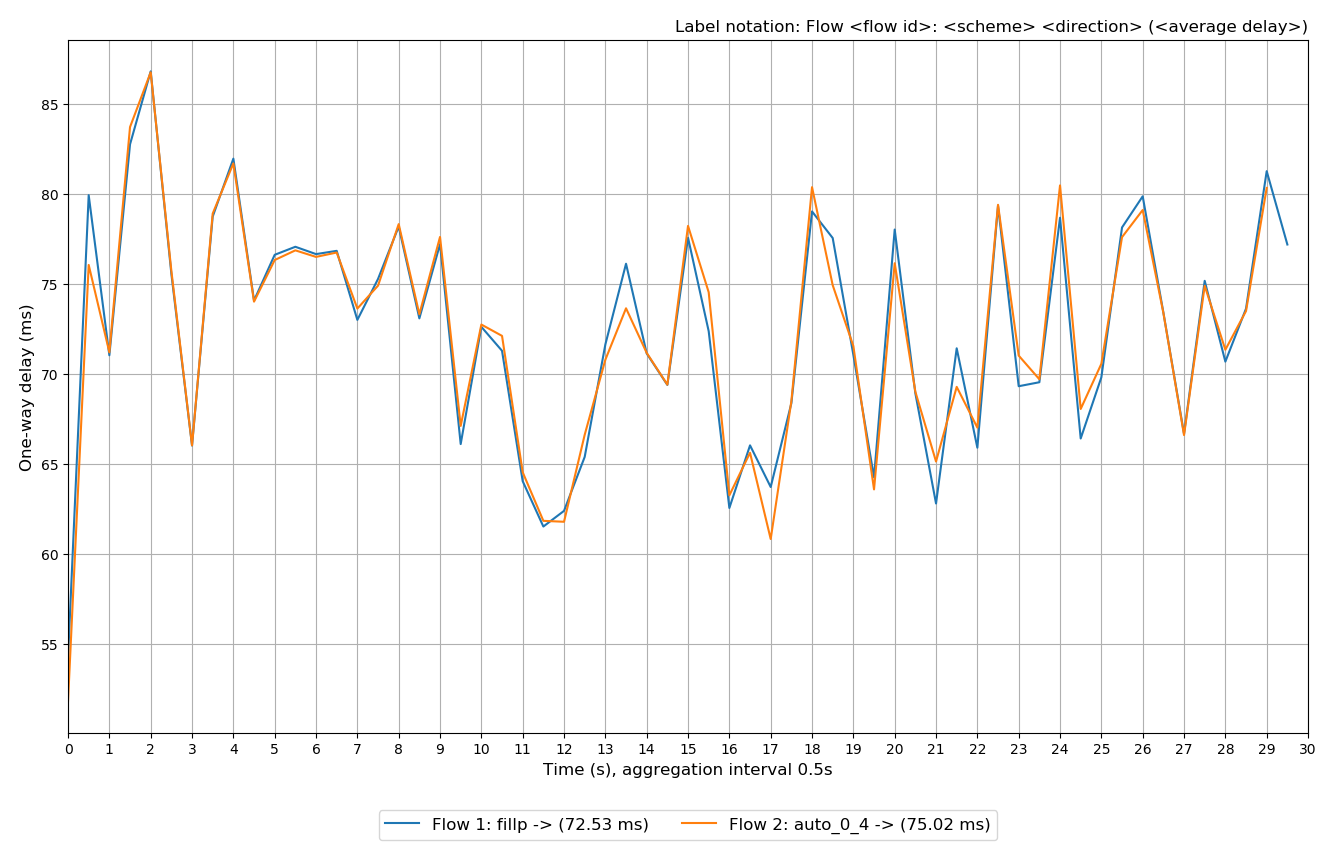 Label notation: Flow <flow id>: <scheme> <direction> (<average delay>)
85
80
75
70
65
60
55
One-way delay (ms)
0 1 2 3 4 5 6 7 8 9 10 11 12 13 14 15 16 17 18 19 20 21 22 23 24 25 26 27 28 29 30
Time (s), aggregation interval 0.5s
Flow 1: fillp -> (72.53 ms) Flow 2: auto_0_4 -> (75.02 ms)